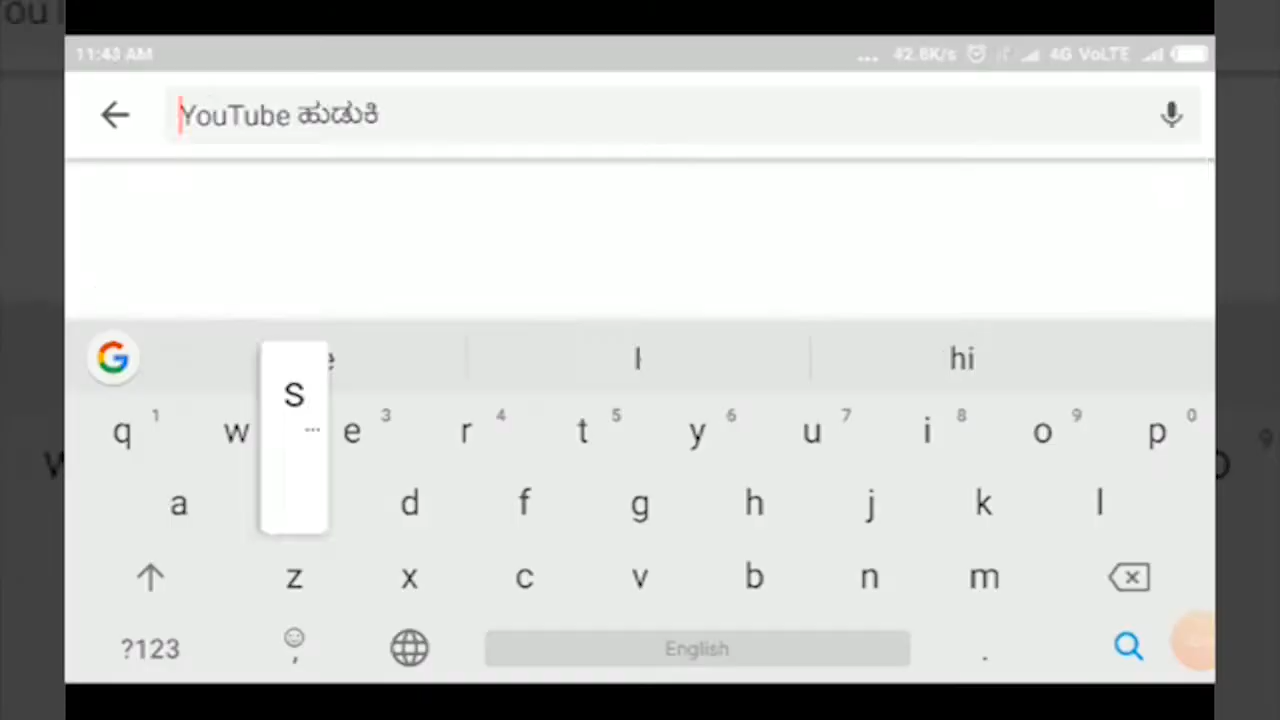 11:43 AM ... 42.8K/s 4G VoLTE
YouTube ಹುಡುಕಿ
I hi
S
q 1 w e 3 r 4 t 5 y 6 u 7 i 8 o 9 p 0
a d f g h j k l
z x c v b n m
?123 , English .